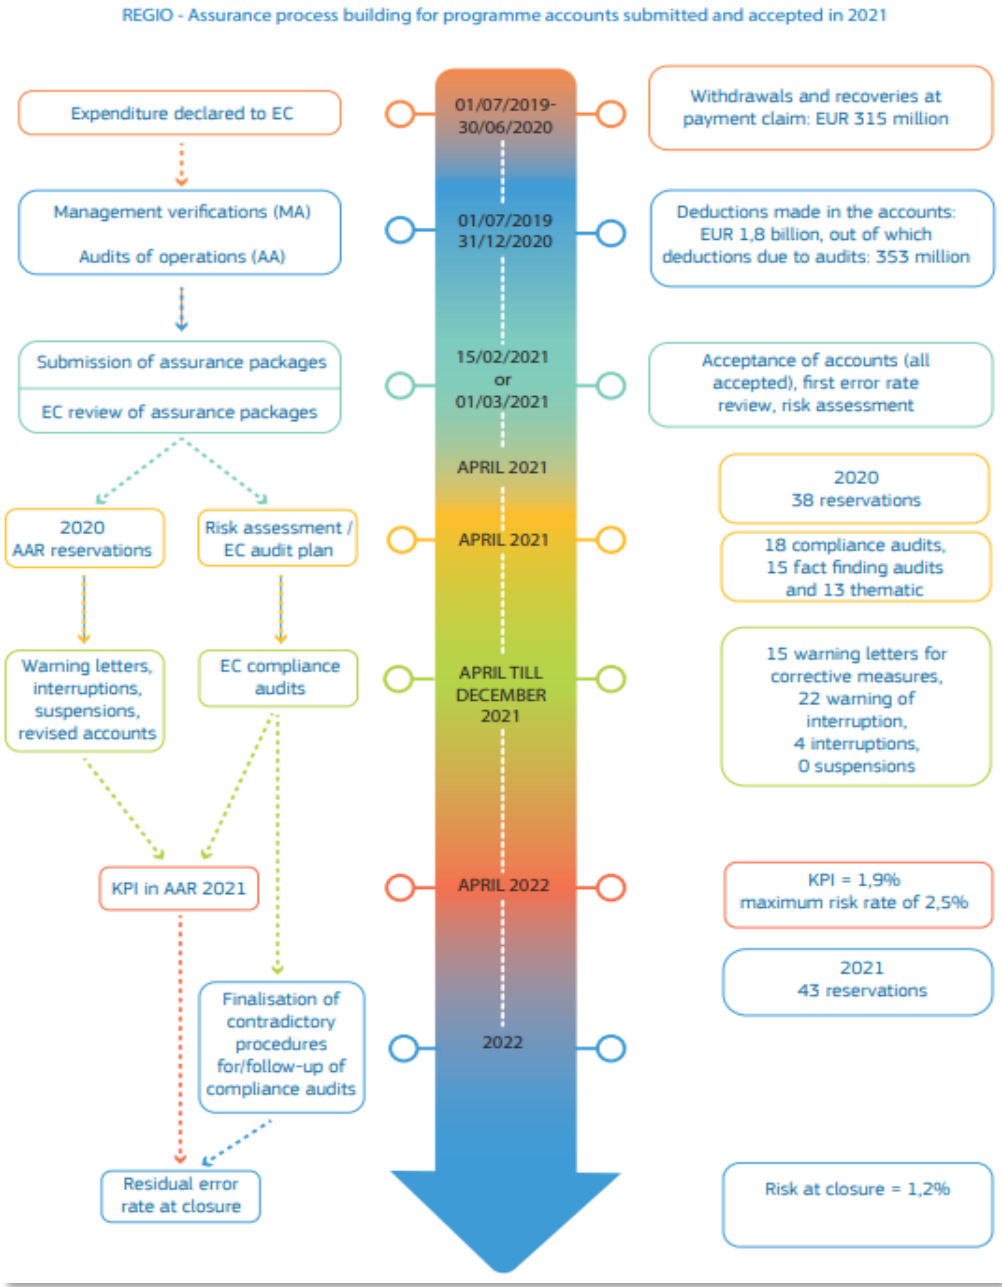 REGIO - Assurance process building for programme accounts submitted and accepted in 2021
Expenditure declared to EC
01/07/2019-
30/06/2020
Withdrawals and recoveries at
payment claim: EUR 315 million
Management verifications (MA)
Audits of operations (AA)
01/07/2019
31/12/2020
Deductions made in the accounts:
EUR 1,8 billion, out of which
deductions due to audits: 353 million
Submission of assurance packages
EC review of assurance packages
15/02/2021
or
01/03/2021
Acceptance of accounts (all
accepted), first error rate
review, risk assessment
APRIL 2021
2020
38 reservations
2020
AAR reservations
Risk assessment /
EC audit plan
APRIL 2021
18 compliance audits,
15 fact finding audits
and 13 thematic
Warning letters,
interruptions,
suspensions,
revised accounts
EC compliance
audits
APRIL TILL
DECEMBER
2021
15 warning letters for
corrective measures,
22 warning of
interruption,
4 interruptions,
0 suspensions
KPI in AAR 2021
APRIL 2022
KPI = 1,9%
maximum risk rate of 2,5%
2021
43 reservations
Finalisation of
contradictory
procedures
for/follow-up of
compliance audits
2022
Residual error
rate at closure
Risk at closure = 1,2%